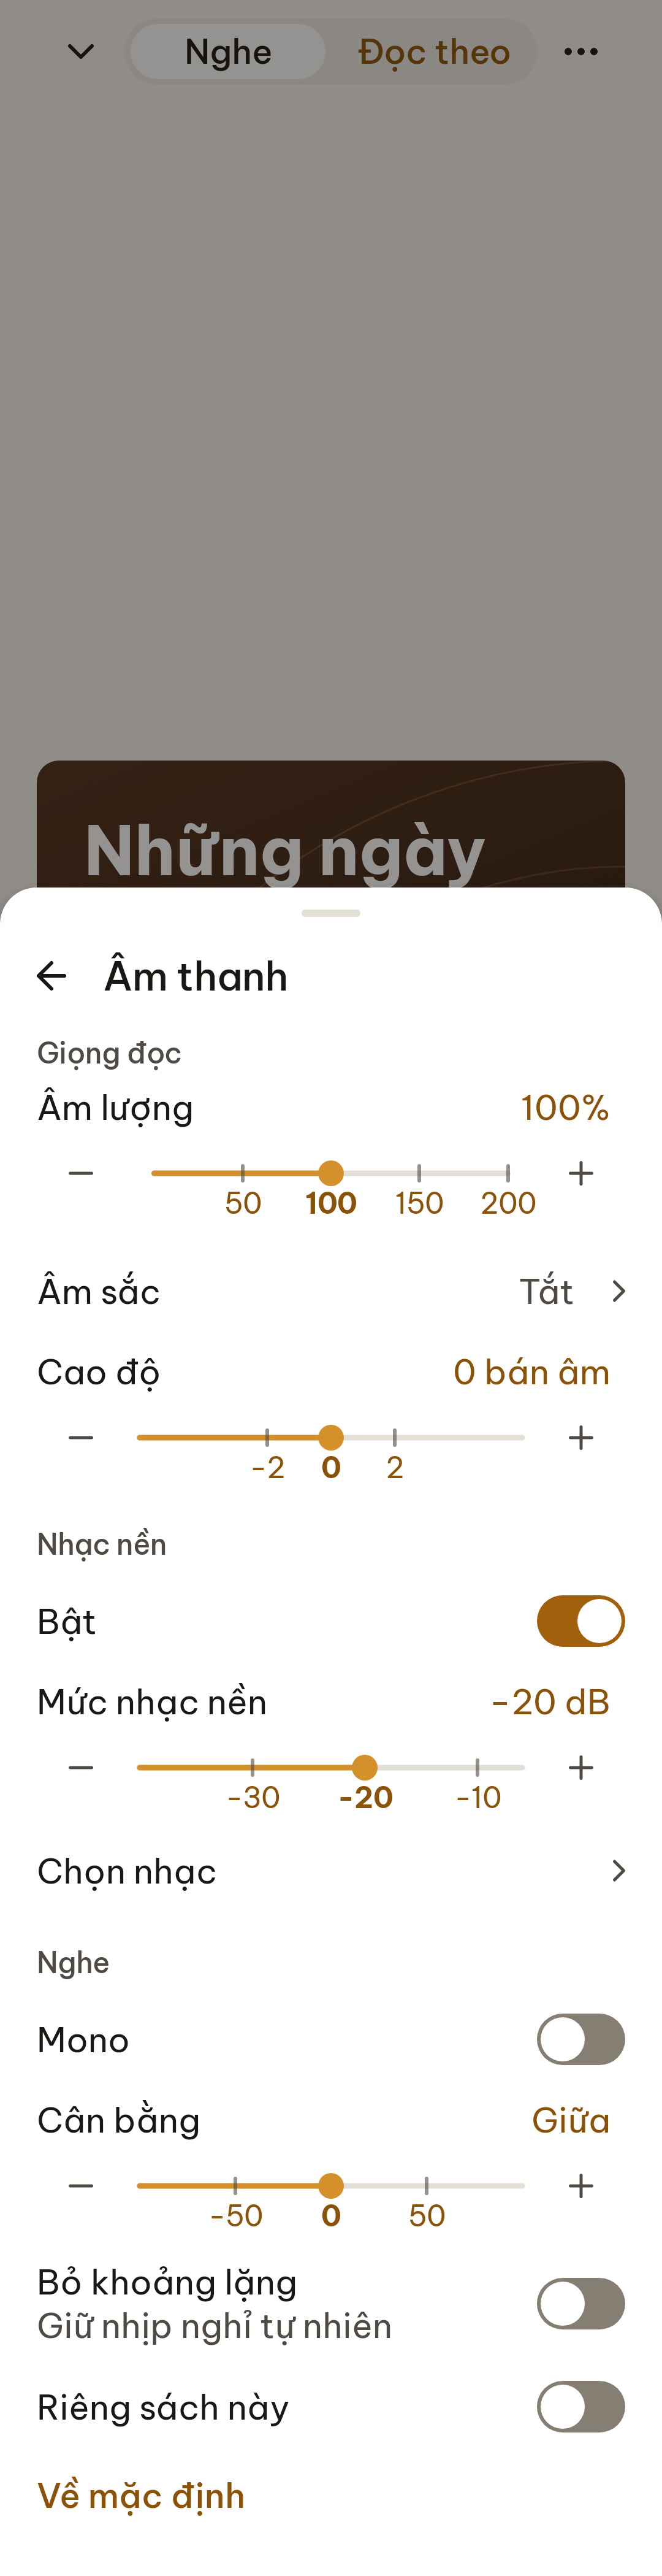 Nghe
Đọc theo
Những ngày
Âm thanh
Giọng đọc
Âm lượng
100%
50
100
150
200
Âm sắc
Tắt
Cao độ
0 bán âm
-2
0
2
Nhạc nền
Bật
Mức nhạc nền
-20 dB
-30
-20
-10
Chọn nhạc
Nghe
Mono
Cân bằng
Giữa
-50
0
50
Bỏ khoảng lặng
Giữ nhịp nghỉ tự nhiên
Riêng sách này
Về mặc định